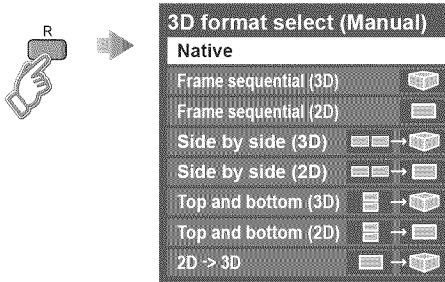 R
3D format select (Manual)
Native
Frame sequential (3D)
Frame sequential (2D)
Side by side (3D)
Side by side (2D)
Top and bottom (3D)
Top and bottom (2D)
2D -> 3D